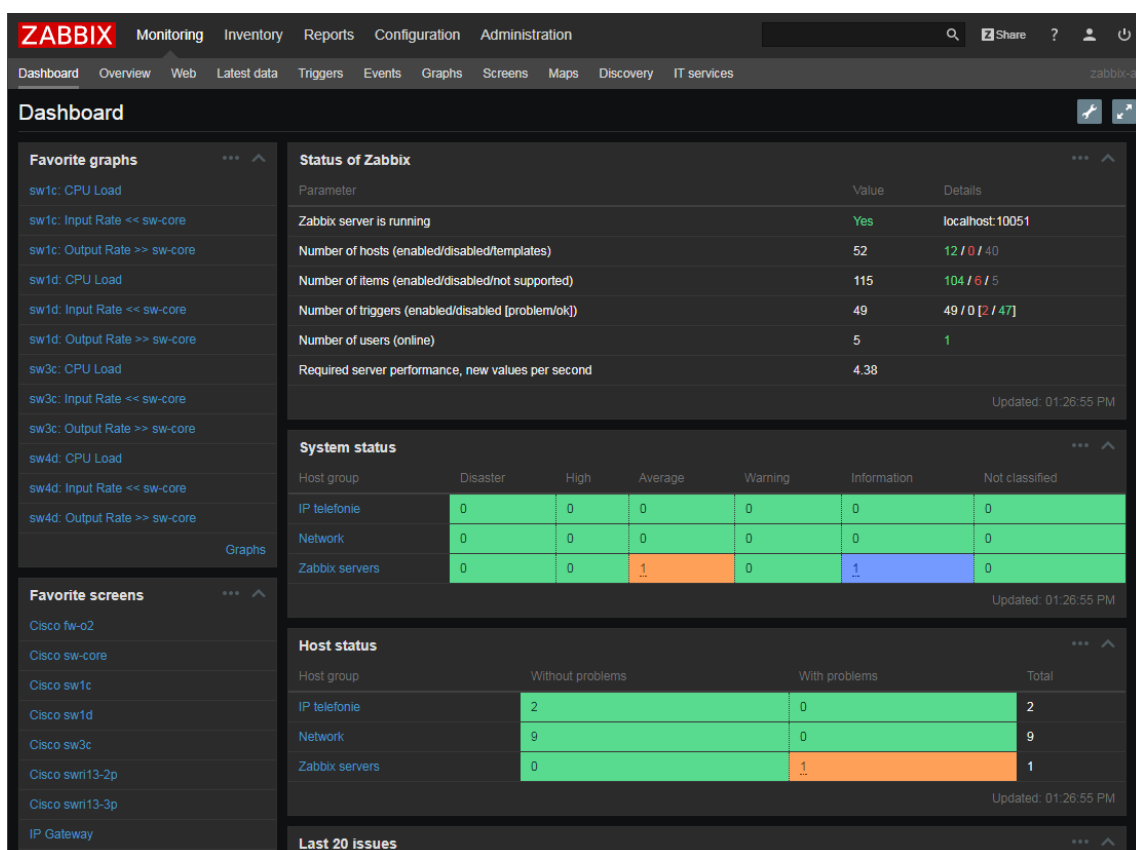 ZABBIX Monitoring Inventory Reports Configuration Administration Z Share ?
Dashboard Overview Web Latest data Triggers Events Graphs Screens Maps Discovery IT services zabbix-a
Dashboard
Favorite graphs
sw1c: CPU Load
sw1c: Input Rate << sw-core
sw1c: Output Rate >> sw-core
sw1d: CPU Load
sw1d: Input Rate << sw-core
sw1d: Output Rate >> sw-core
sw3c: CPU Load
sw3c: Input Rate << sw-core
sw3c: Output Rate >> sw-core
sw4d: CPU Load
sw4d: Input Rate << sw-core
sw4d: Output Rate >> sw-core
Graphs
Favorite screens
Cisco fw-o2
Cisco sw-core
Cisco sw1c
Cisco sw1d
Cisco sw3c
Cisco swri13-2p
Cisco swri13-3p
IP Gateway
Status of Zabbix
Parameter Value Details
Zabbix server is running Yes localhost:10051
Number of hosts (enabled/disabled/templates) 52 12 / 0 / 40
Number of items (enabled/disabled/not supported) 115 104 / 6 / 5
Number of triggers (enabled/disabled [problem/ok]) 49 49 / 0 [2 / 47]
Number of users (online) 5 1
Required server performance, new values per second 4.38
Updated: 01:26:55 PM
System status
Host group Disaster High Average Warning Information Not classified
IP telefonie 0 0 0 0 0 0
Network 0 0 0 0 0 0
Zabbix servers 0 0 1 0 1 0
Updated: 01:26:55 PM
Host status
Host group Without problems With problems Total
IP telefonie 2 0 2
Network 9 0 9
Zabbix servers 0 1 1
Updated: 01:26:55 PM
Last 20 issues